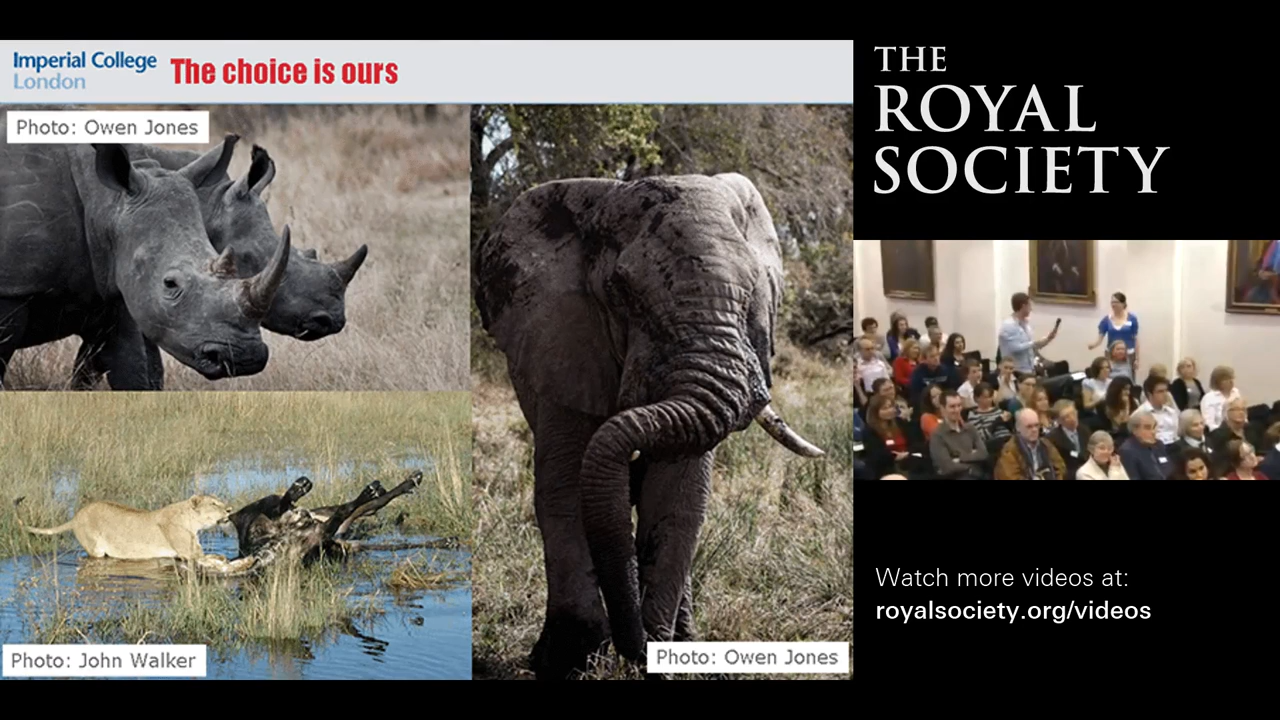 Imperial College
London
The choice is ours
Photo: Owen Jones
Photo: John Walker
Photo: Owen Jones
THE
ROYAL
SOCIETY
Watch more videos at:
royalsociety.org/videos